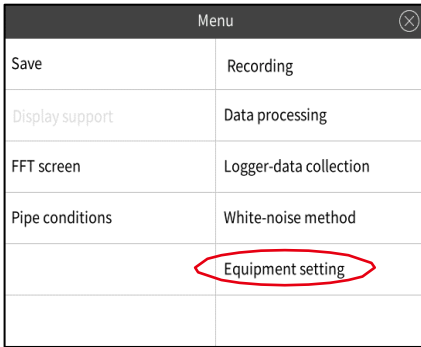 Menu
Save
Recording
Display support
Data processing
FFT screen
Logger-data collection
Pipe conditions
White-noise method
Equipment setting